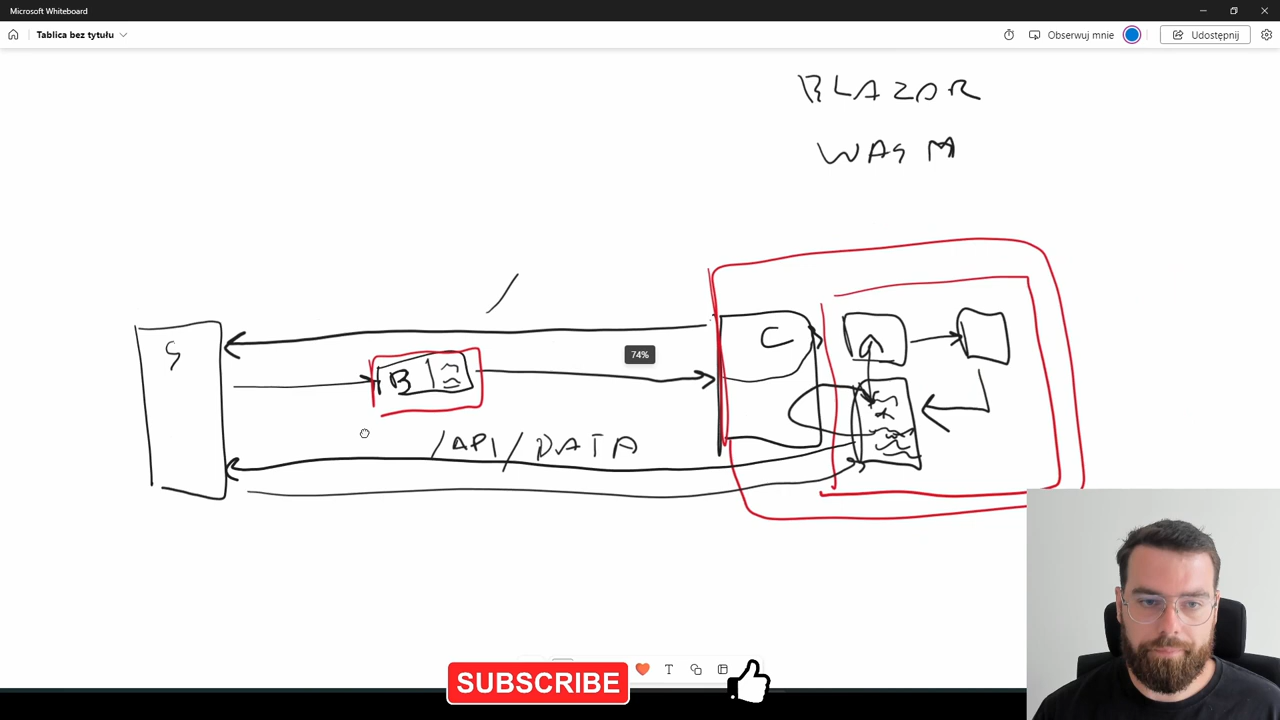 Microsoft Whiteboard
Tablica bez tytułu
Obserwuj mnie
Udostępnij
BLAZOR
WASM
/
S
B
C
74%
/API/DATA
T
SUBSCRIBE